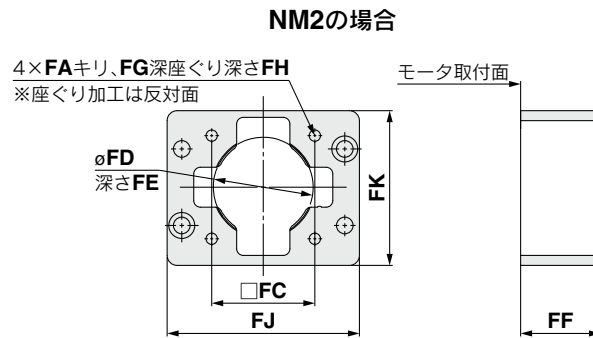 NM2の場合
4×FAキリ、FG深座ぐり深さFH
※座ぐり加工は反対面
モータ取付面
øFD
深さFE
FK
□FC
FJ
FF